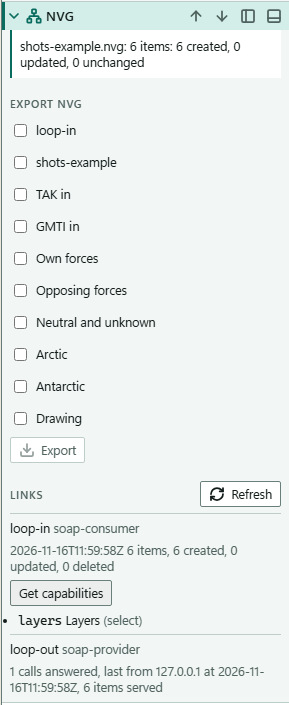 NVG
shots-example.nvg: 6 items: 6 created, 0
updated, 0 unchanged
EXPORT NVG
loop-in
shots-example
TAK in
GMTI in
Own forces
Opposing forces
Neutral and unknown
Arctic
Antarctic
Drawing
Export
LINKS
Refresh
loop-in soap-consumer
2026-11-16T11:59:58Z 6 items, 6 created, 0
updated, 0 deleted
Get capabilities
layers Layers (select)
loop-out soap-provider
1 calls answered, last from 127.0.0.1 at 2026-11-
16T11:59:58Z, 6 items served